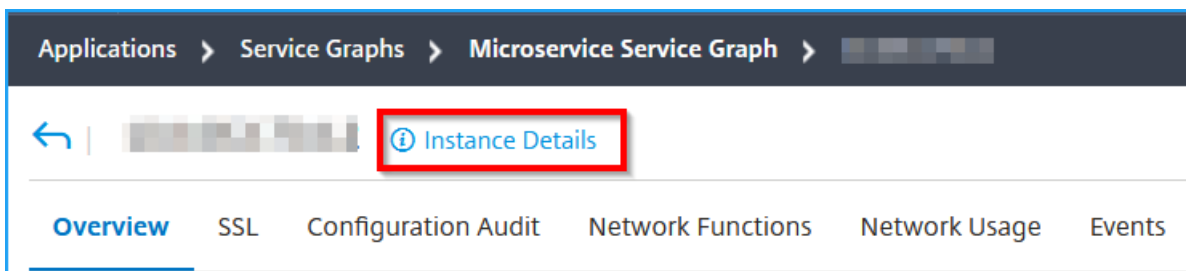 Applications > Service Graphs > Microservice Service Graph >
Instance Details
Overview SSL Configuration Audit Network Functions Network Usage Events